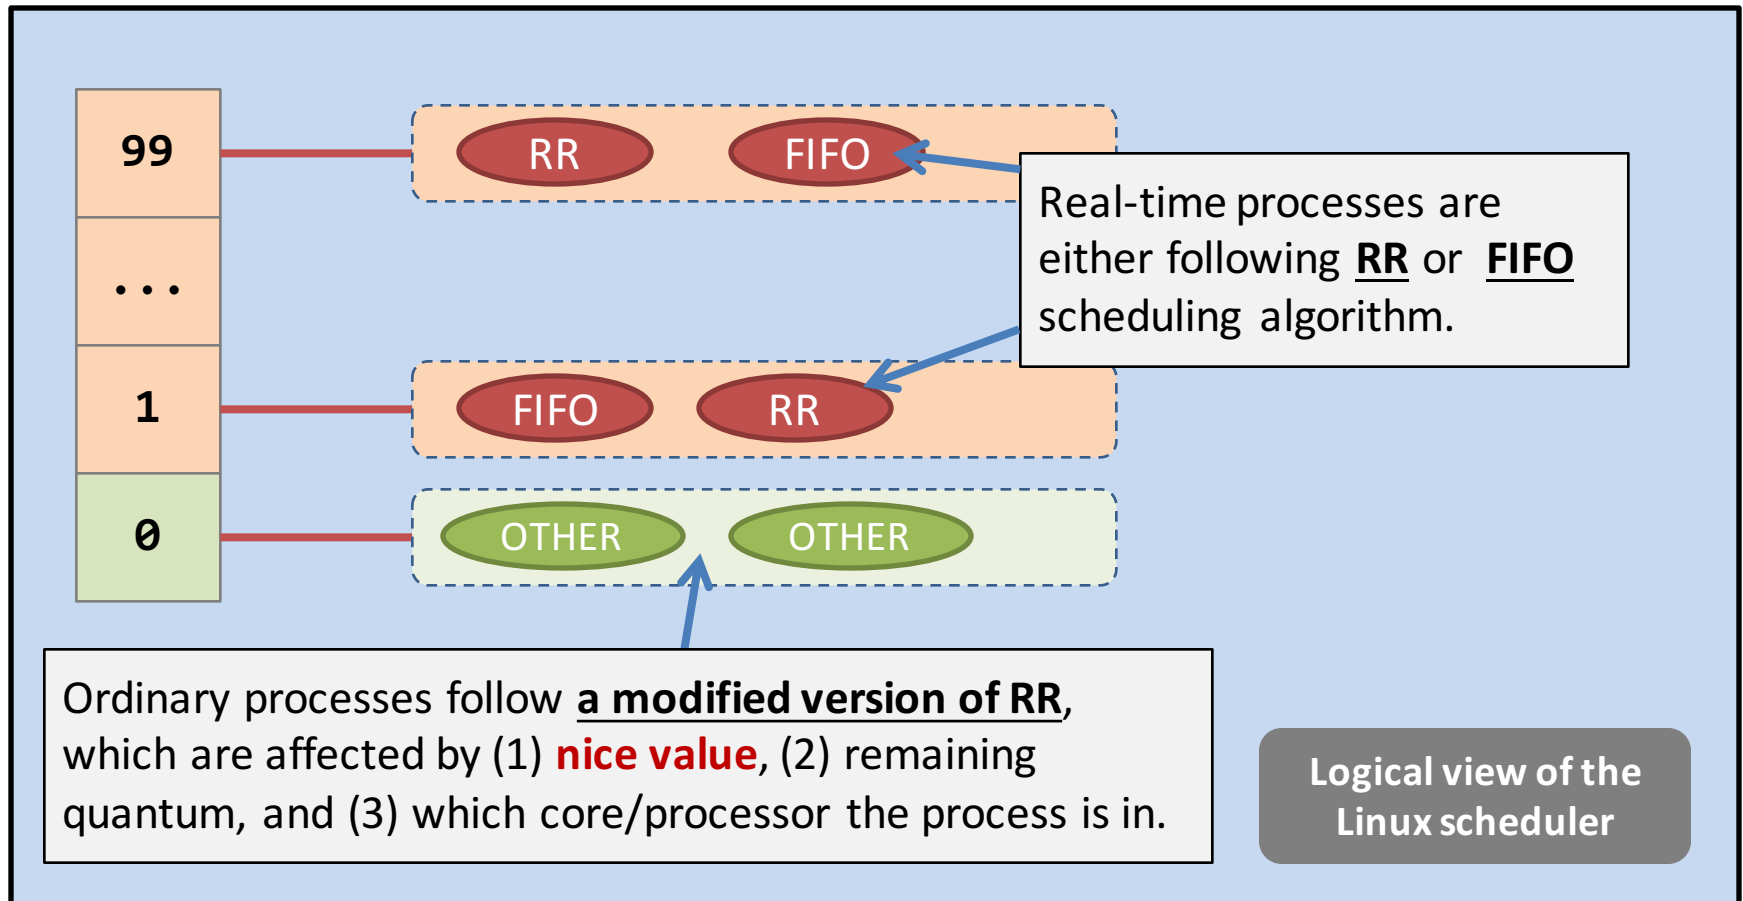 99
RR
FIFO
Real-time processes are
either following RR or FIFO
scheduling algorithm.
...
1
FIFO
RR
0
OTHER
OTHER
Ordinary processes follow a modified version of RR,
which are affected by (1) nice value, (2) remaining
quantum, and (3) which core/processor the process is in.
Logical view of the
Linux scheduler